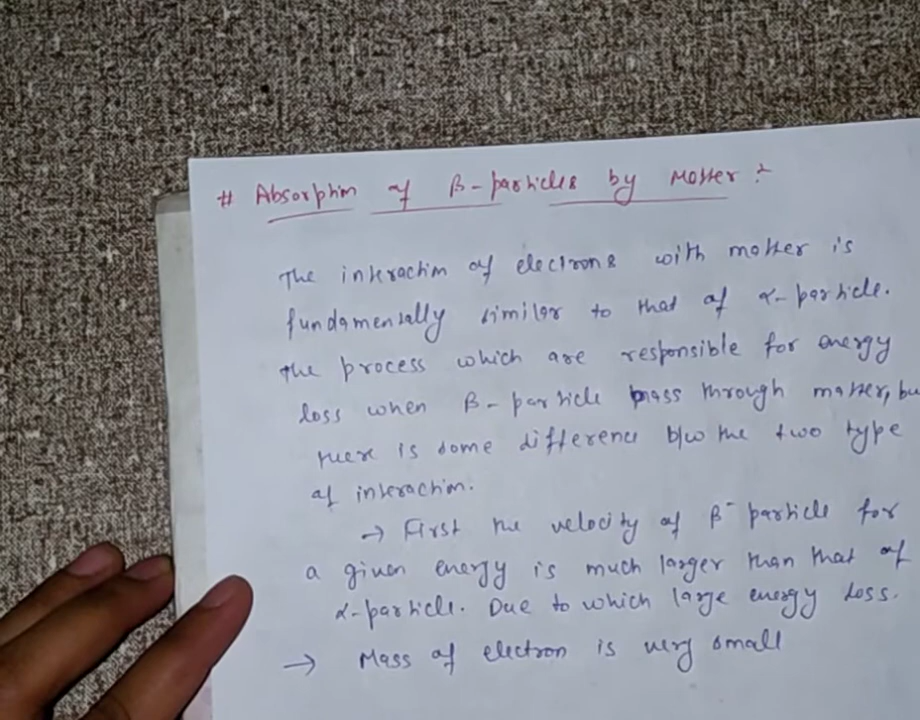 # Absorption of β-particles by Matter :
The interaction of electrons with matter is
fundamentally similar to that of α-particle.
The process which are responsible for energy
loss when β-particle pass through matter, bu
there is some difference b/w the two type
of interaction.
→ First the velocity of β⁻ particle for
a given energy is much larger than that of
α-particle. Due to which large energy loss.
→ Mass of electron is very small